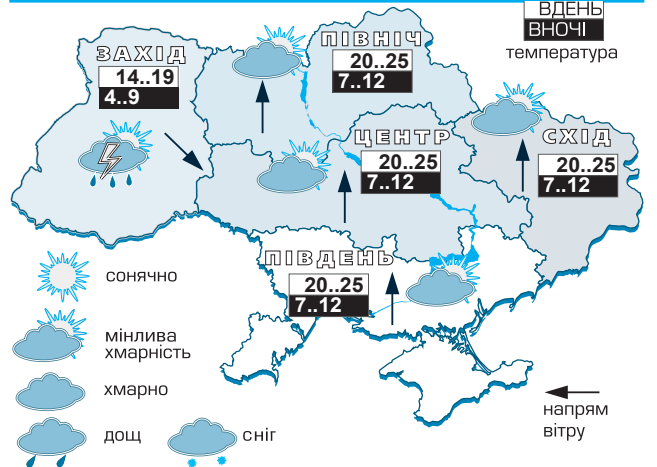 ВДЕНЬ
ВНОЧІ
температура
ЗАХІД
14..19
4..9
ПІВНІЧ
20..25
7..12
ЦЕНТР
20..25
7..12
СХІД
20..25
7..12
ПІВДЕНЬ
20..25
7..12
сонячно
мінлива
хмарність
хмарно
дощ
сніг
напрям
вітру